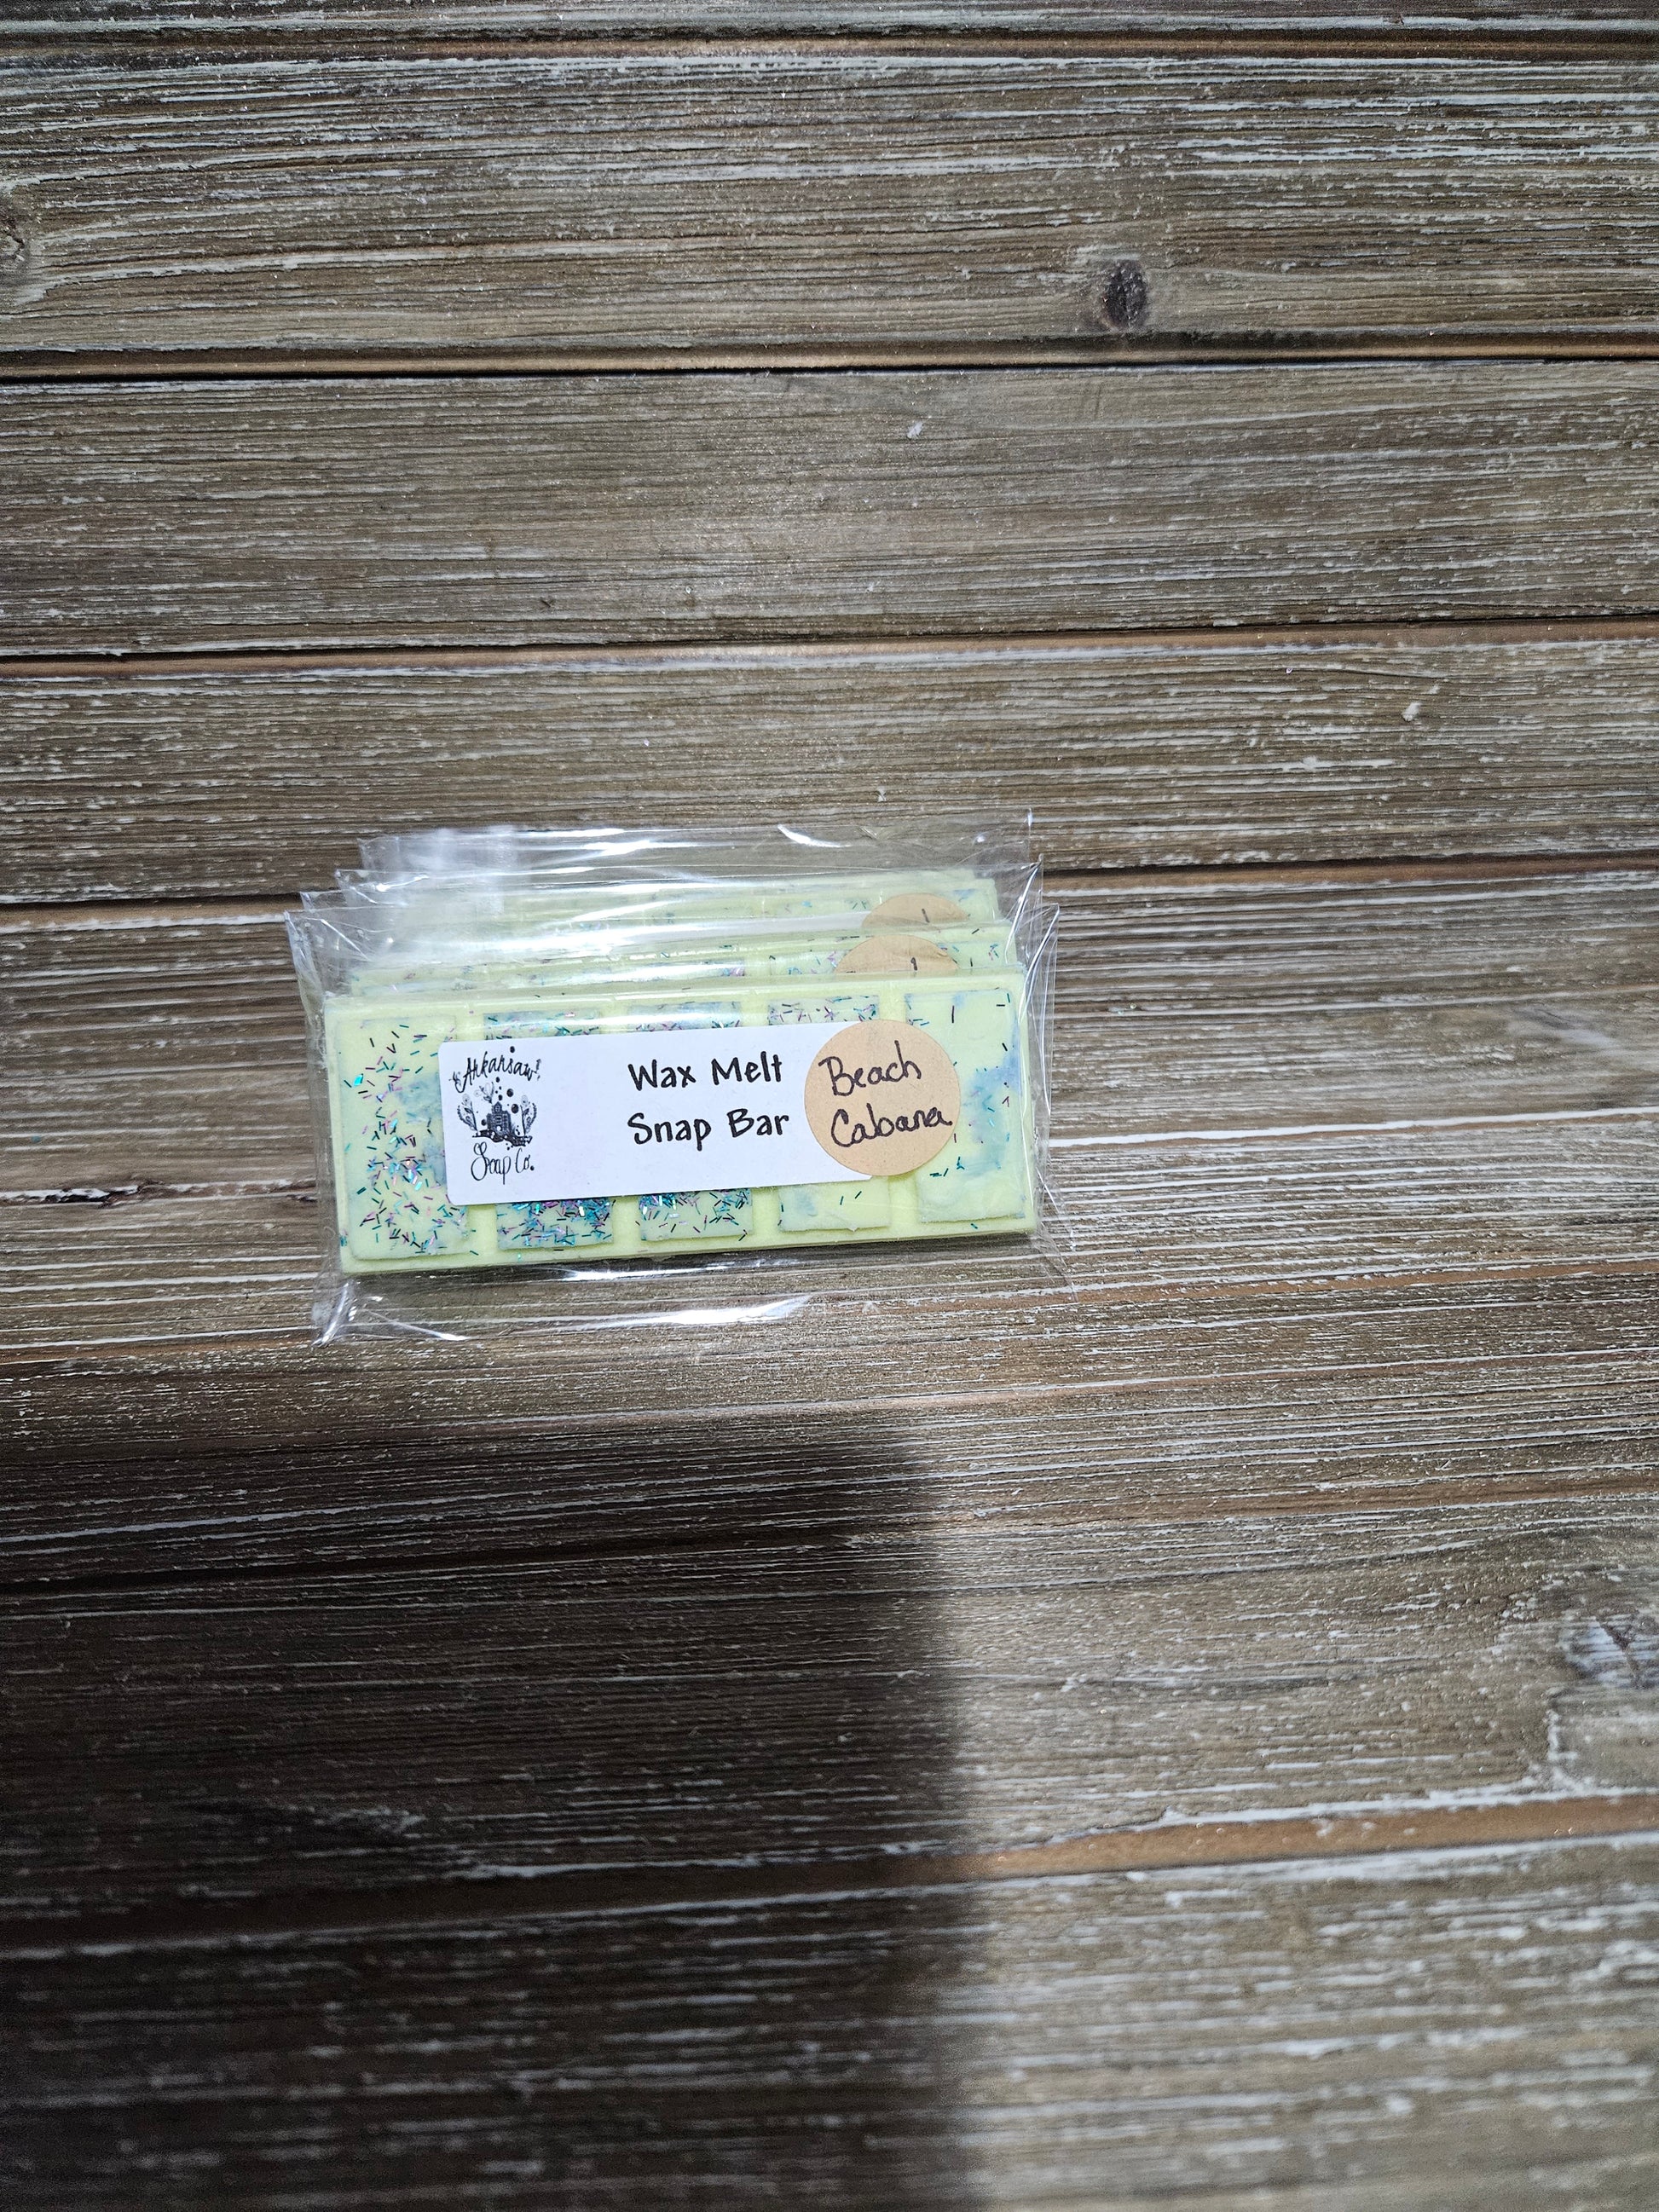 Arkansaw
Soap Co.
Wax Melt
Snap Bar
Beach
Cabana